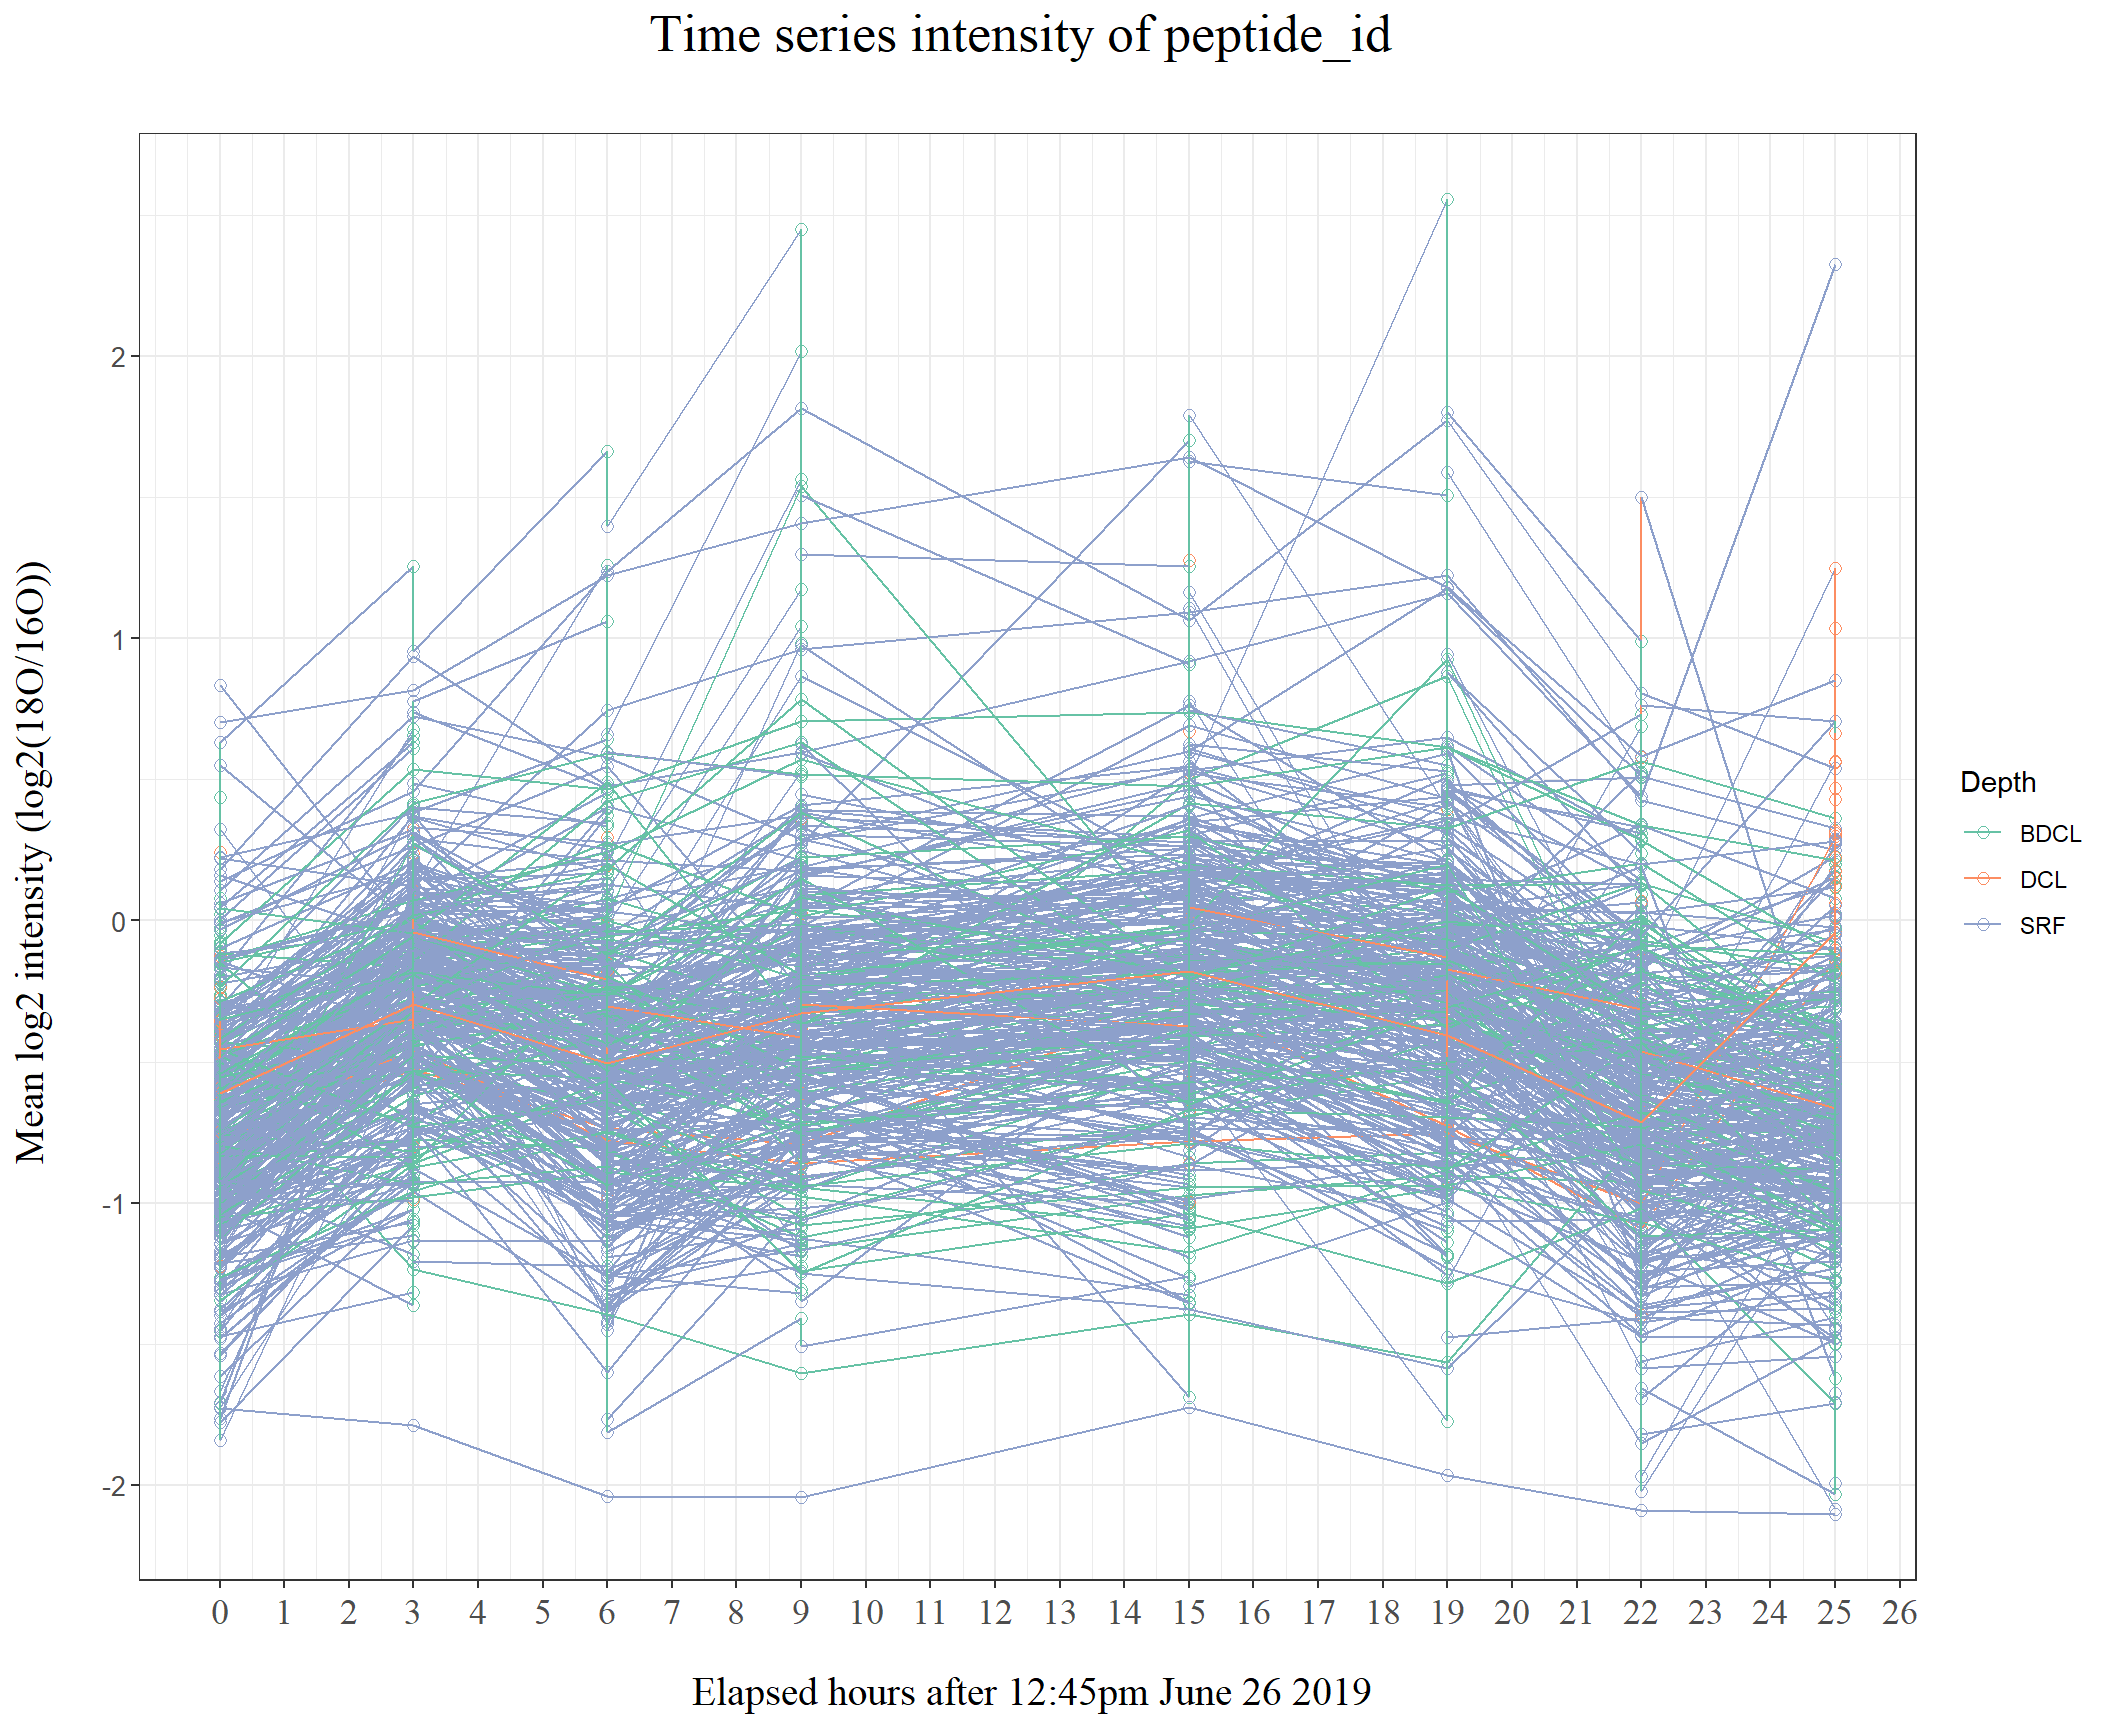 Time series intensity of peptide_id
Mean log2 intensity (log2(18O/16O))
2
1
0
-1
-2
0 1 2 3 4 5 6 7 8 9 10 11 12 13 14 15 16 17 18 19 20 21 22 23 24 25 26
Elapsed hours after 12:45pm June 26 2019
Depth
BDCL
DCL
SRF